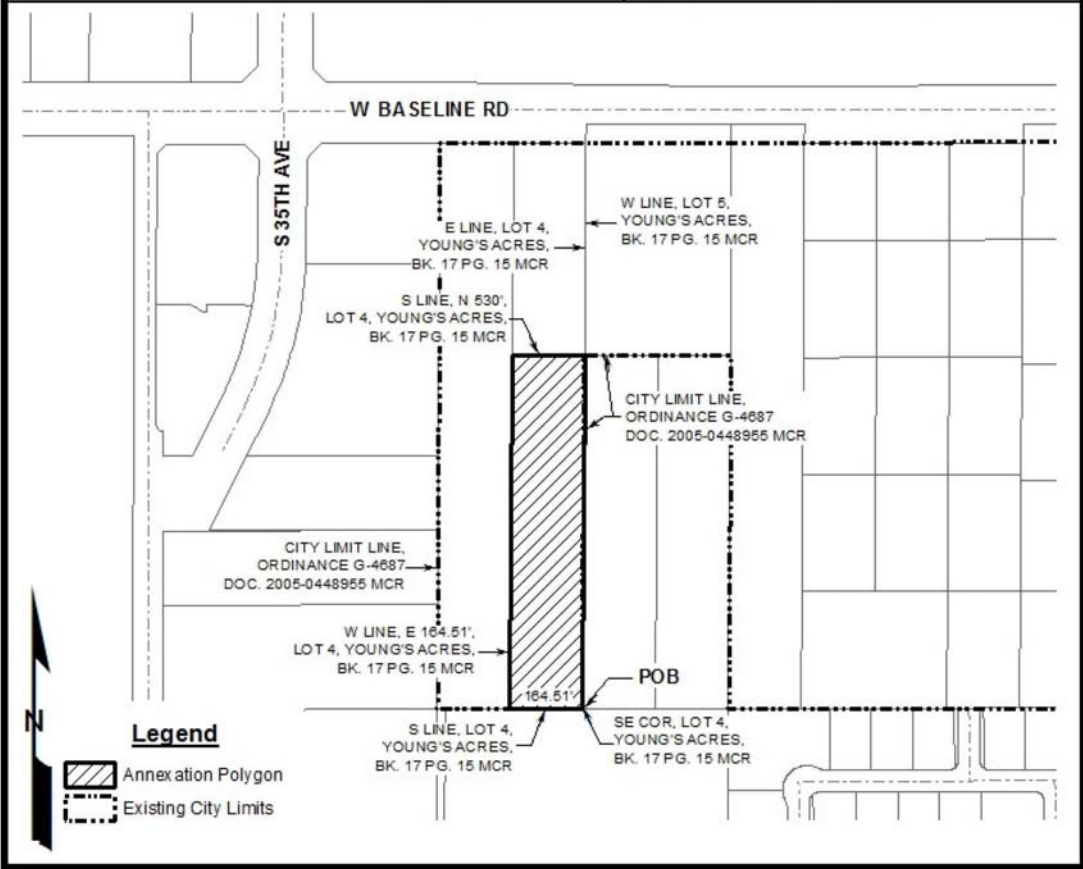 W BASELINE RD
S 35TH AVE
W LINE, LOT 5,
YOUNG'S ACRES,
BK. 17 PG. 15 MCR
E LINE, LOT 4,
YOUNG'S ACRES,
BK. 17 PG. 15 MCR
S LINE, N 530',
LOT 4, YOUNG'S ACRES,
BK. 17 PG. 15 MCR
CITY LIMIT LINE,
ORDINANCE G-4687
DOC. 2005-0448955 MCR
CITY LIMIT LINE,
ORDINANCE G-4687
DOC. 2005-0448955 MCR
W LINE, E 164.51',
LOT 4, YOUNG'S ACRES,
BK. 17 PG. 15 MCR
164.51'
POB
S LINE, LOT 4,
YOUNG'S ACRES,
BK. 17 PG. 15 MCR
SE COR, LOT 4,
YOUNG'S ACRES,
BK. 17 PG. 15 MCR
N
Legend
Annexation Polygon
Existing City Limits